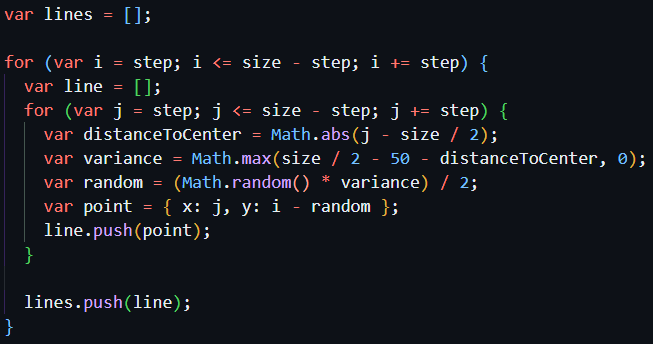 var lines = [];
for (var i = step; i <= size - step; i += step) {
  var line = [];
  for (var j = step; j <= size - step; j += step) {
    var distanceToCenter = Math.abs(j - size / 2);
    var variance = Math.max(size / 2 - 50 - distanceToCenter, 0);
    var random = (Math.random() * variance) / 2;
    var point = { x: j, y: i - random };
    line.push(point);
  }
  lines.push(line);
}